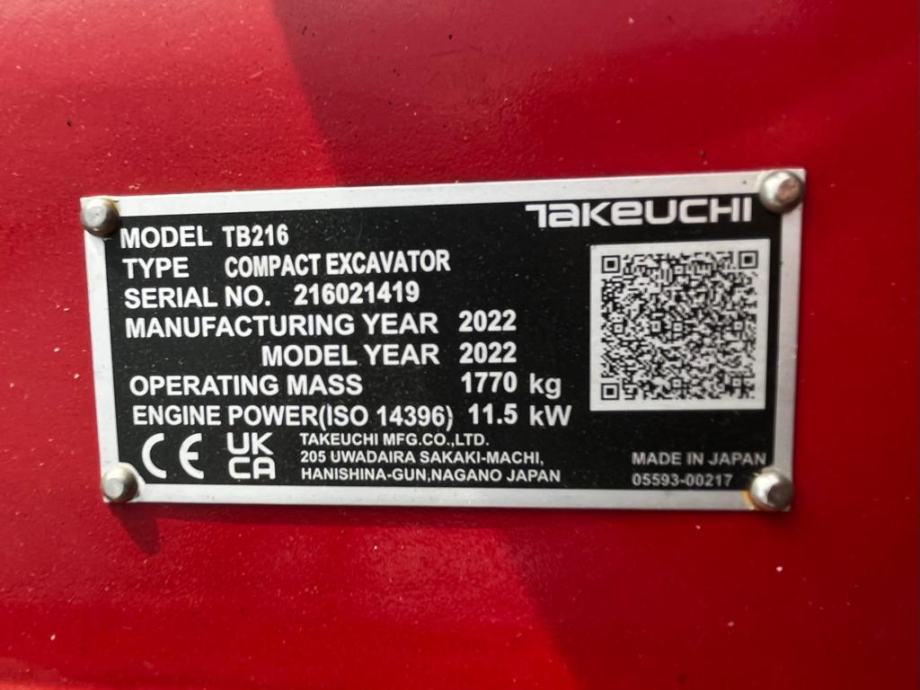 TAKEUCHI
MODEL TB216
TYPE COMPACT EXCAVATOR
SERIAL NO. 216021419
MANUFACTURING YEAR 2022
MODEL YEAR 2022
OPERATING MASS 1770 kg
ENGINE POWER(ISO 14396) 11.5 kW
CE UK CA
TAKEUCHI MFG.CO.,LTD.
205 UWADAIRA SAKAKI-MACHI,
HANISHINA-GUN,NAGANO JAPAN
MADE IN JAPAN
05593-00217